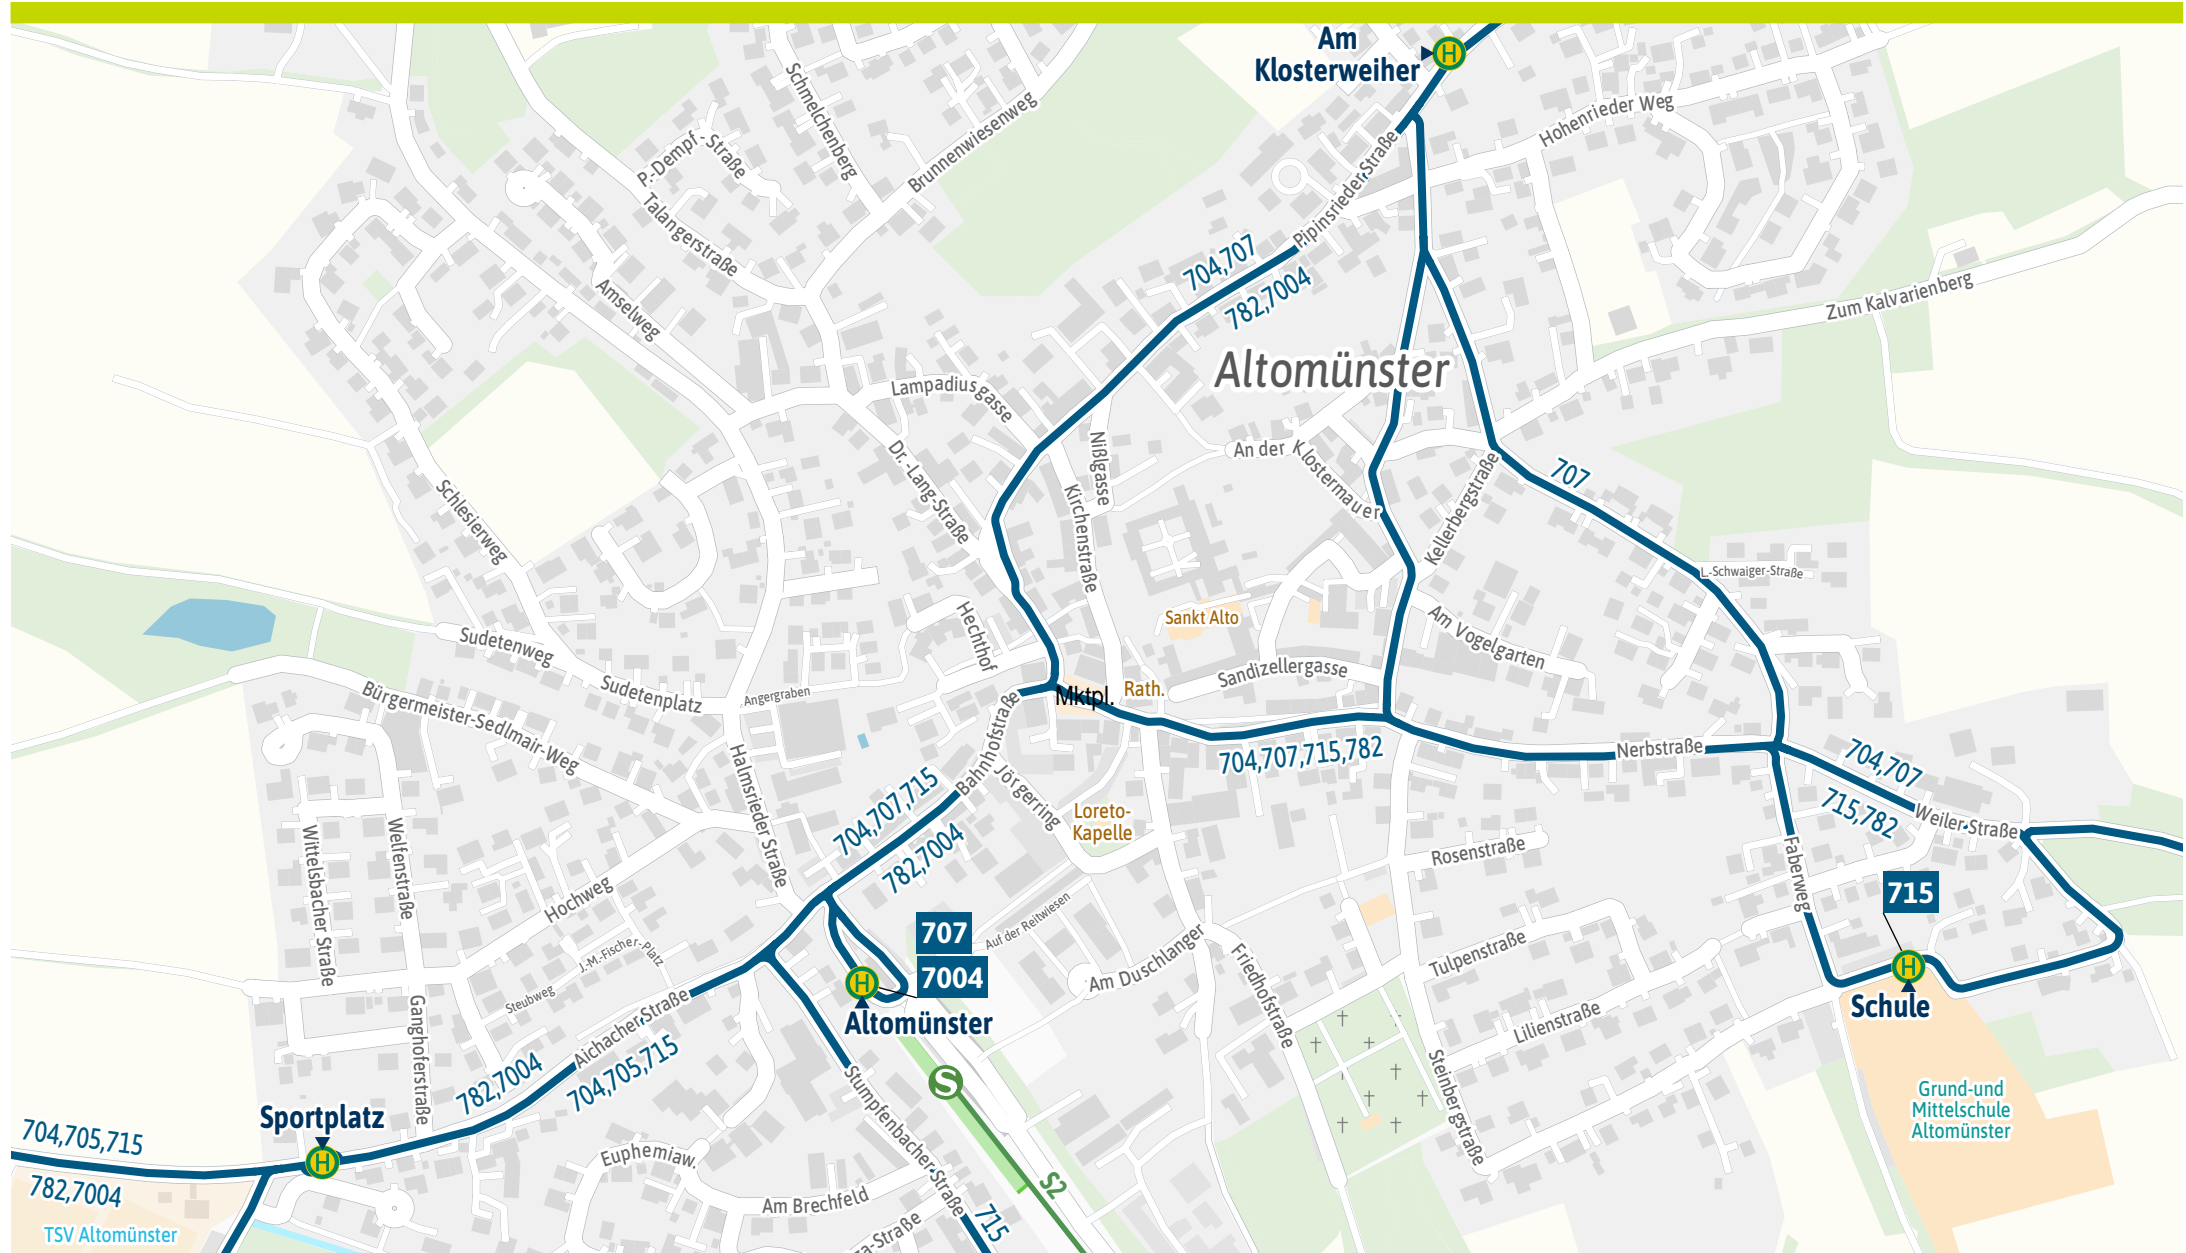 Am
Klosterweiher
H
Schmelchenberg
Brunnenwiesenweg
Hohenrieder Weg
P.-Dempf-Straße
Talangerstraße
Pipinsrieder Straße
704,707
782,7004
Amselweg
Zum Kalvarienberg
Altomünster
Lampadiusgasse
Nißlgasse
An der Klostermauer
Dr.-Lang-Straße
Kirchenstraße
Kellerbergstraße
707
Schlesierweg
L.-Schwaiger-Straße
Sankt Alto
Am Vogelgarten
Hechthof
Sudetenweg
Sudetenplatz
Angergraben
Sandizellergasse
Bürgermeister-Sedlmair-Weg
Mktpl.
Rath.
Bahnhofstraße
704,707,715,782
Nerbstraße
704,707
715,782
Weiler-Straße
Halmsrieder Straße
Jörgerring
Loreto-
Kapelle
704,707,715
782,7004
Wittelsbacher Straße
Welfenstraße
Hochweg
Rosenstraße
Faberweg
715
H
Schule
707
7004
H
Altomünster
Auf der Reitwiesen
Am Duschlanger
Friedhofstraße
Tulpenstraße
Lilienstraße
Steinbergstraße
J.-M.-Fischer-Platz
Steubweg
Ganghoferstraße
Aichacher Straße
782,7004
704,705,715
Stumpfenbacher Straße
S
S2
Grund-und
Mittelschule
Altomünster
Sportplatz
H
704,705,715
782,7004
TSV Altomünster
Euphemiaw.
Am Brechfeld
za-Straße
715